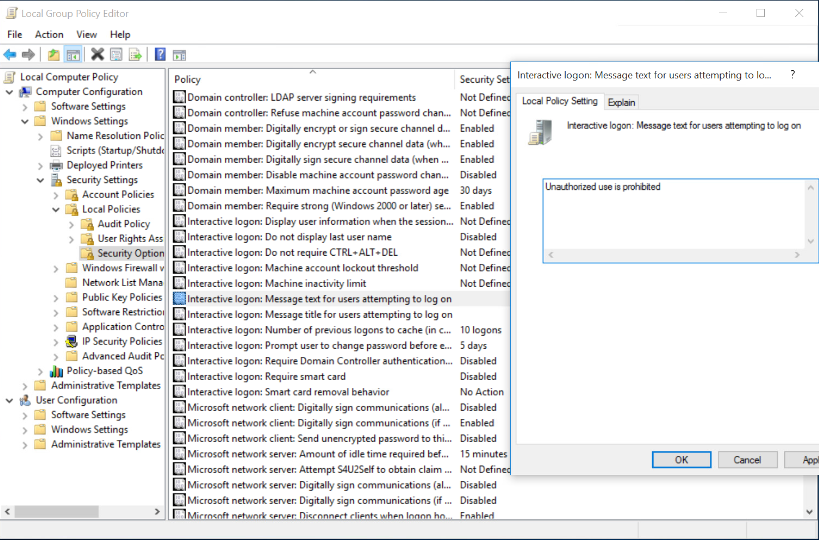 Local Group Policy Editor
File Action View Help
Local Computer Policy
Computer Configuration
Software Settings
Windows Settings
Name Resolution Polic
Scripts (Startup/Shutdo
Deployed Printers
Security Settings
Account Policies
Local Policies
Audit Policy
User Rights Ass
Security Option
Windows Firewall w
Network List Mana
Public Key Policies
Software Restriction
Application Contro
IP Security Policies
Advanced Audit Po
Policy-based QoS
Administrative Templates
User Configuration
Software Settings
Windows Settings
Administrative Templates
Policy Security Set
Domain controller: LDAP server signing requirements Not Define
Domain controller: Refuse machine account password chan... Not Define
Domain member: Digitally encrypt or sign secure channel d... Enabled
Domain member: Digitally encrypt secure channel data (wh... Enabled
Domain member: Digitally sign secure channel data (when ... Enabled
Domain member: Disable machine account password chan... Disabled
Domain member: Maximum machine account password age 30 days
Domain member: Require strong (Windows 2000 or later) se... Enabled
Interactive logon: Display user information when the session... Not Define
Interactive logon: Do not display last user name Disabled
Interactive logon: Do not require CTRL+ALT+DEL Not Define
Interactive logon: Machine account lockout threshold Not Define
Interactive logon: Machine inactivity limit Not Define
Interactive logon: Message text for users attempting to log on
Interactive logon: Message title for users attempting to log on
Interactive logon: Number of previous logons to cache (in c... 10 logons
Interactive logon: Prompt user to change password before e... 5 days
Interactive logon: Require Domain Controller authentication... Disabled
Interactive logon: Require smart card Disabled
Interactive logon: Smart card removal behavior No Action
Microsoft network client: Digitally sign communications (al... Disabled
Microsoft network client: Digitally sign communications (if ... Enabled
Microsoft network client: Send unencrypted password to thi... Disabled
Microsoft network server: Amount of idle time required bef... 15 minutes
Microsoft network server: Attempt S4U2Self to obtain claim ... Not Define
Microsoft network server: Digitally sign communications (al... Disabled
Microsoft network server: Digitally sign communications (if ... Disabled
Microsoft network server: Disconnect clients when logon ho... Enabled
Interactive logon: Message text for users attempting to lo... ?
Local Policy Setting Explain
Interactive logon: Message text for users attempting to log on
Unauthorized use is prohibited
OK Cancel Appl